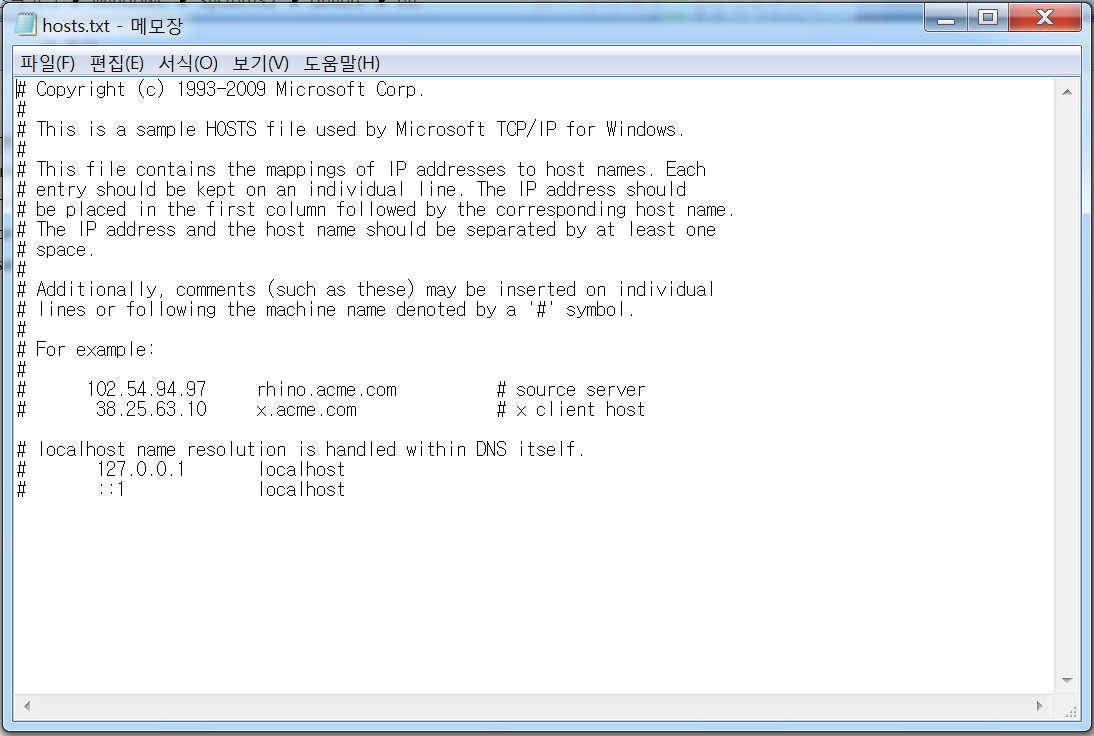 hosts.txt - 메모장
파일(F) 편집(E) 서식(O) 보기(V) 도움말(H)
# Copyright (c) 1993-2009 Microsoft Corp.
#
# This is a sample HOSTS file used by Microsoft TCP/IP for Windows.
#
# This file contains the mappings of IP addresses to host names. Each
# entry should be kept on an individual line. The IP address should
# be placed in the first column followed by the corresponding host name.
# The IP address and the host name should be separated by at least one
# space.
#
# Additionally, comments (such as these) may be inserted on individual
# lines or following the machine name denoted by a '#' symbol.
#
# For example:
#
#      102.54.94.97     rhino.acme.com          # source server
#       38.25.63.10     x.acme.com              # x client host

# localhost name resolution is handled within DNS itself.
#       127.0.0.1       localhost
#       ::1             localhost